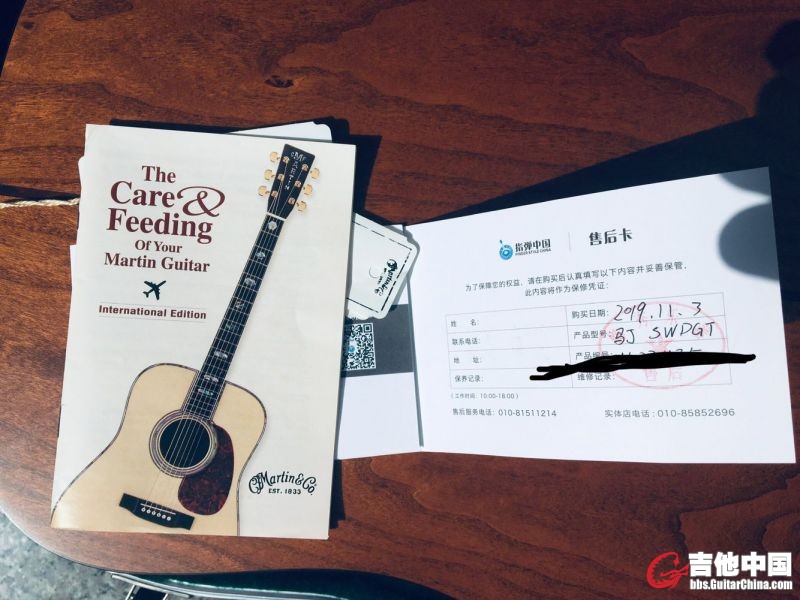 The
Care &
Feeding
Of Your
Martin Guitar
International Edition
CF Martin & Co.
EST. 1833
指弹中国
FINGERSTYLE CHINA
售后卡
为了保障您的权益，请在购买后认真填写以下内容并妥善保管，
此内容将作为保修凭证：
姓 名：
购买日期：2019.11.3
联系电话：
产品型号：马J SWDGT
地 址：
产品编号：
保养记录：
维修记录：
（工作时间：10:00-18:00）
售后服务电话：010-81511214
实体店电话：010-85852696
吉他中国
bbs.GuitarChina.com